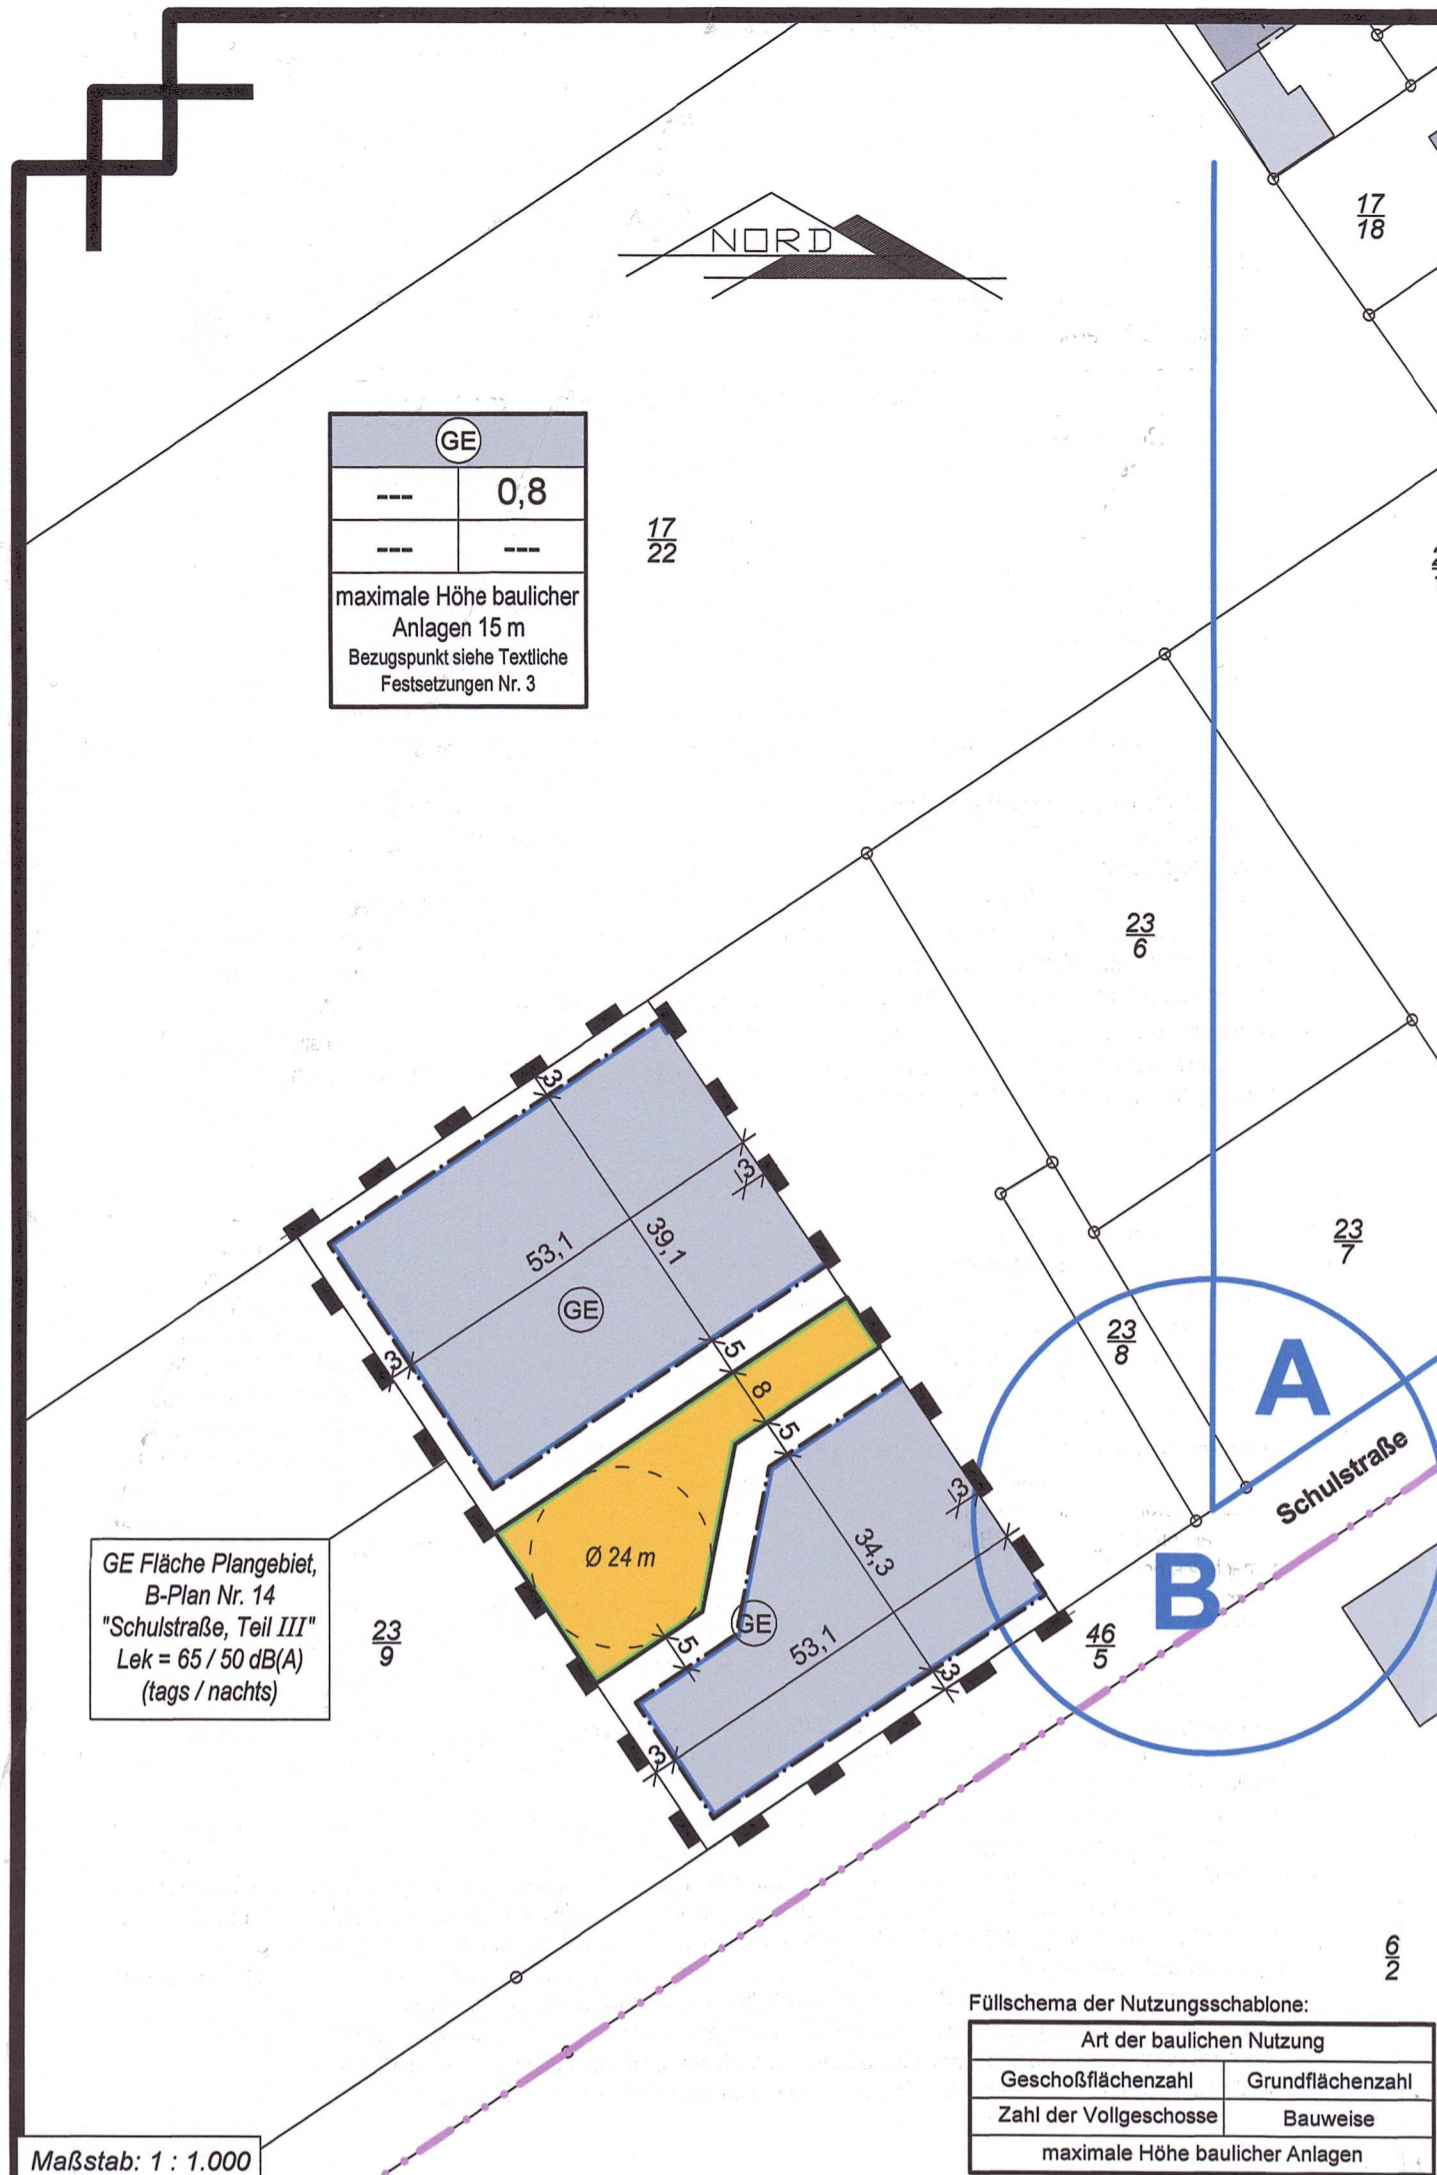 17
18
NORD
GE
---
0,8
---
---
maximale Höhe baulicher
Anlagen 15 m
Bezugspunkt siehe Textliche
Festsetzungen Nr. 3
17
22
23
6
3
3
53,1
39,1
GE
3
23
7
23
8
5
8
5
A
Schulstraße
3
Ø 24 m
34,3
B
GE Fläche Plangebiet,
B-Plan Nr. 14
"Schulstraße, Teil III"
Lek = 65 / 50 dB(A)
(tags / nachts)
23
9
GE
53,1
5
46
5
3
3
6
2
Füllschema der Nutzungsschablone:
Art der baulichen Nutzung
Geschoßflächenzahl
Grundflächenzahl
Zahl der Vollgeschosse
Bauweise
maximale Höhe baulicher Anlagen
Maßstab: 1 : 1.000